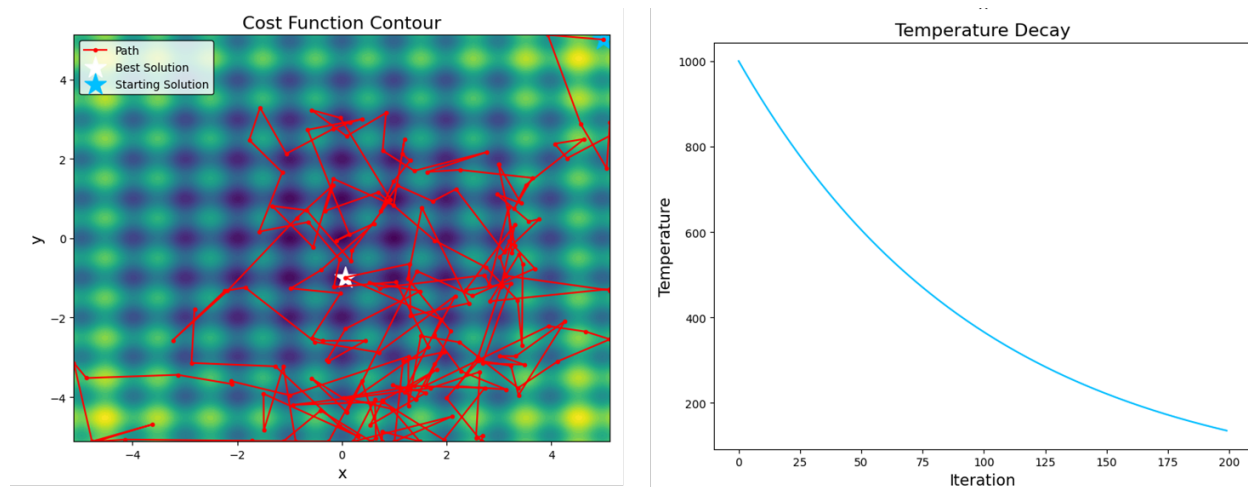 Cost Function Contour
Path
Best Solution
Starting Solution
4
2
0
−2
−4
y
−4
−2
0
2
4
x
Temperature Decay
1000
800
600
400
200
Temperature
0
25
50
75
100
125
150
175
200
Iteration